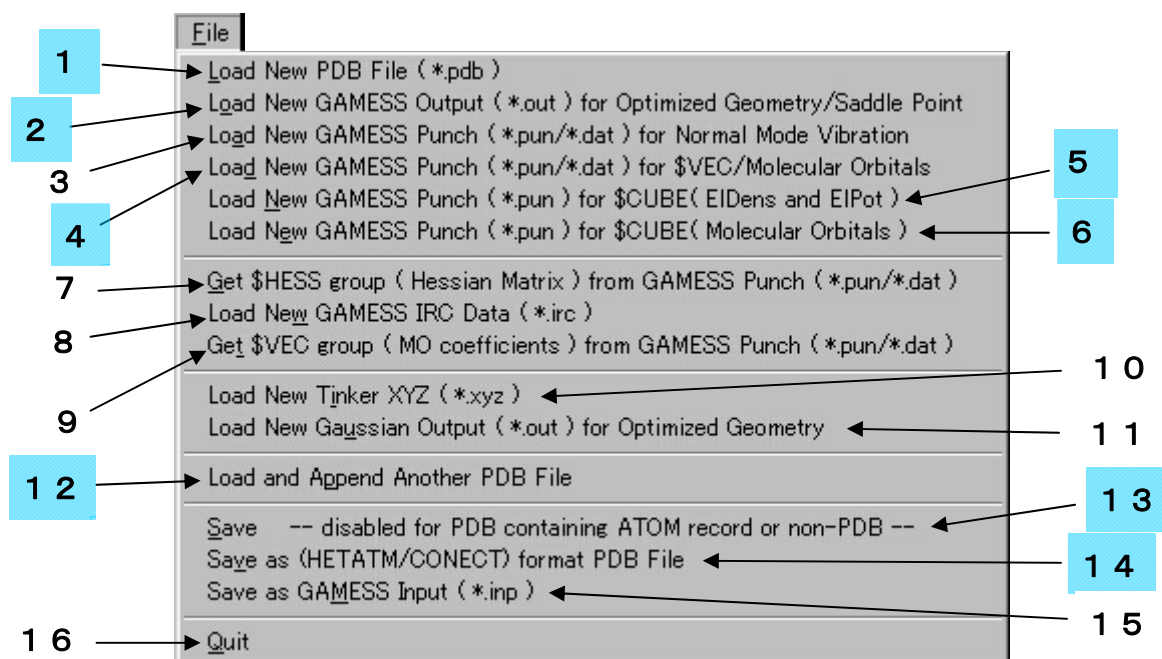 File
1
Load New PDB File ( *.pdb )
2
Load New GAMESS Output ( *.out ) for Optimized Geometry/Saddle Point
3
Load New GAMESS Punch ( *.pun/*.dat ) for Normal Mode Vibration
4
Load New GAMESS Punch ( *.pun/*.dat ) for $VEC/Molecular Orbitals
5
Load New GAMESS Punch ( *.pun ) for $CUBE( ElDens and ElPot )
6
Load New GAMESS Punch ( *.pun ) for $CUBE( Molecular Orbitals )
7
Get $HESS group ( Hessian Matrix ) from GAMESS Punch ( *.pun/*.dat )
8
Load New GAMESS IRC Data ( *.irc )
9
Get $VEC group ( MO coefficients ) from GAMESS Punch ( *.pun/*.dat )
10
Load New Tinker XYZ ( *.xyz )
11
Load New Gaussian Output ( *.out ) for Optimized Geometry
12
Load and Append Another PDB File
13
Save -- disabled for PDB containing ATOM record or non-PDB --
14
Save as (HETATM/CONECT) format PDB File
15
Save as GAMESS Input ( *.inp )
16
Quit